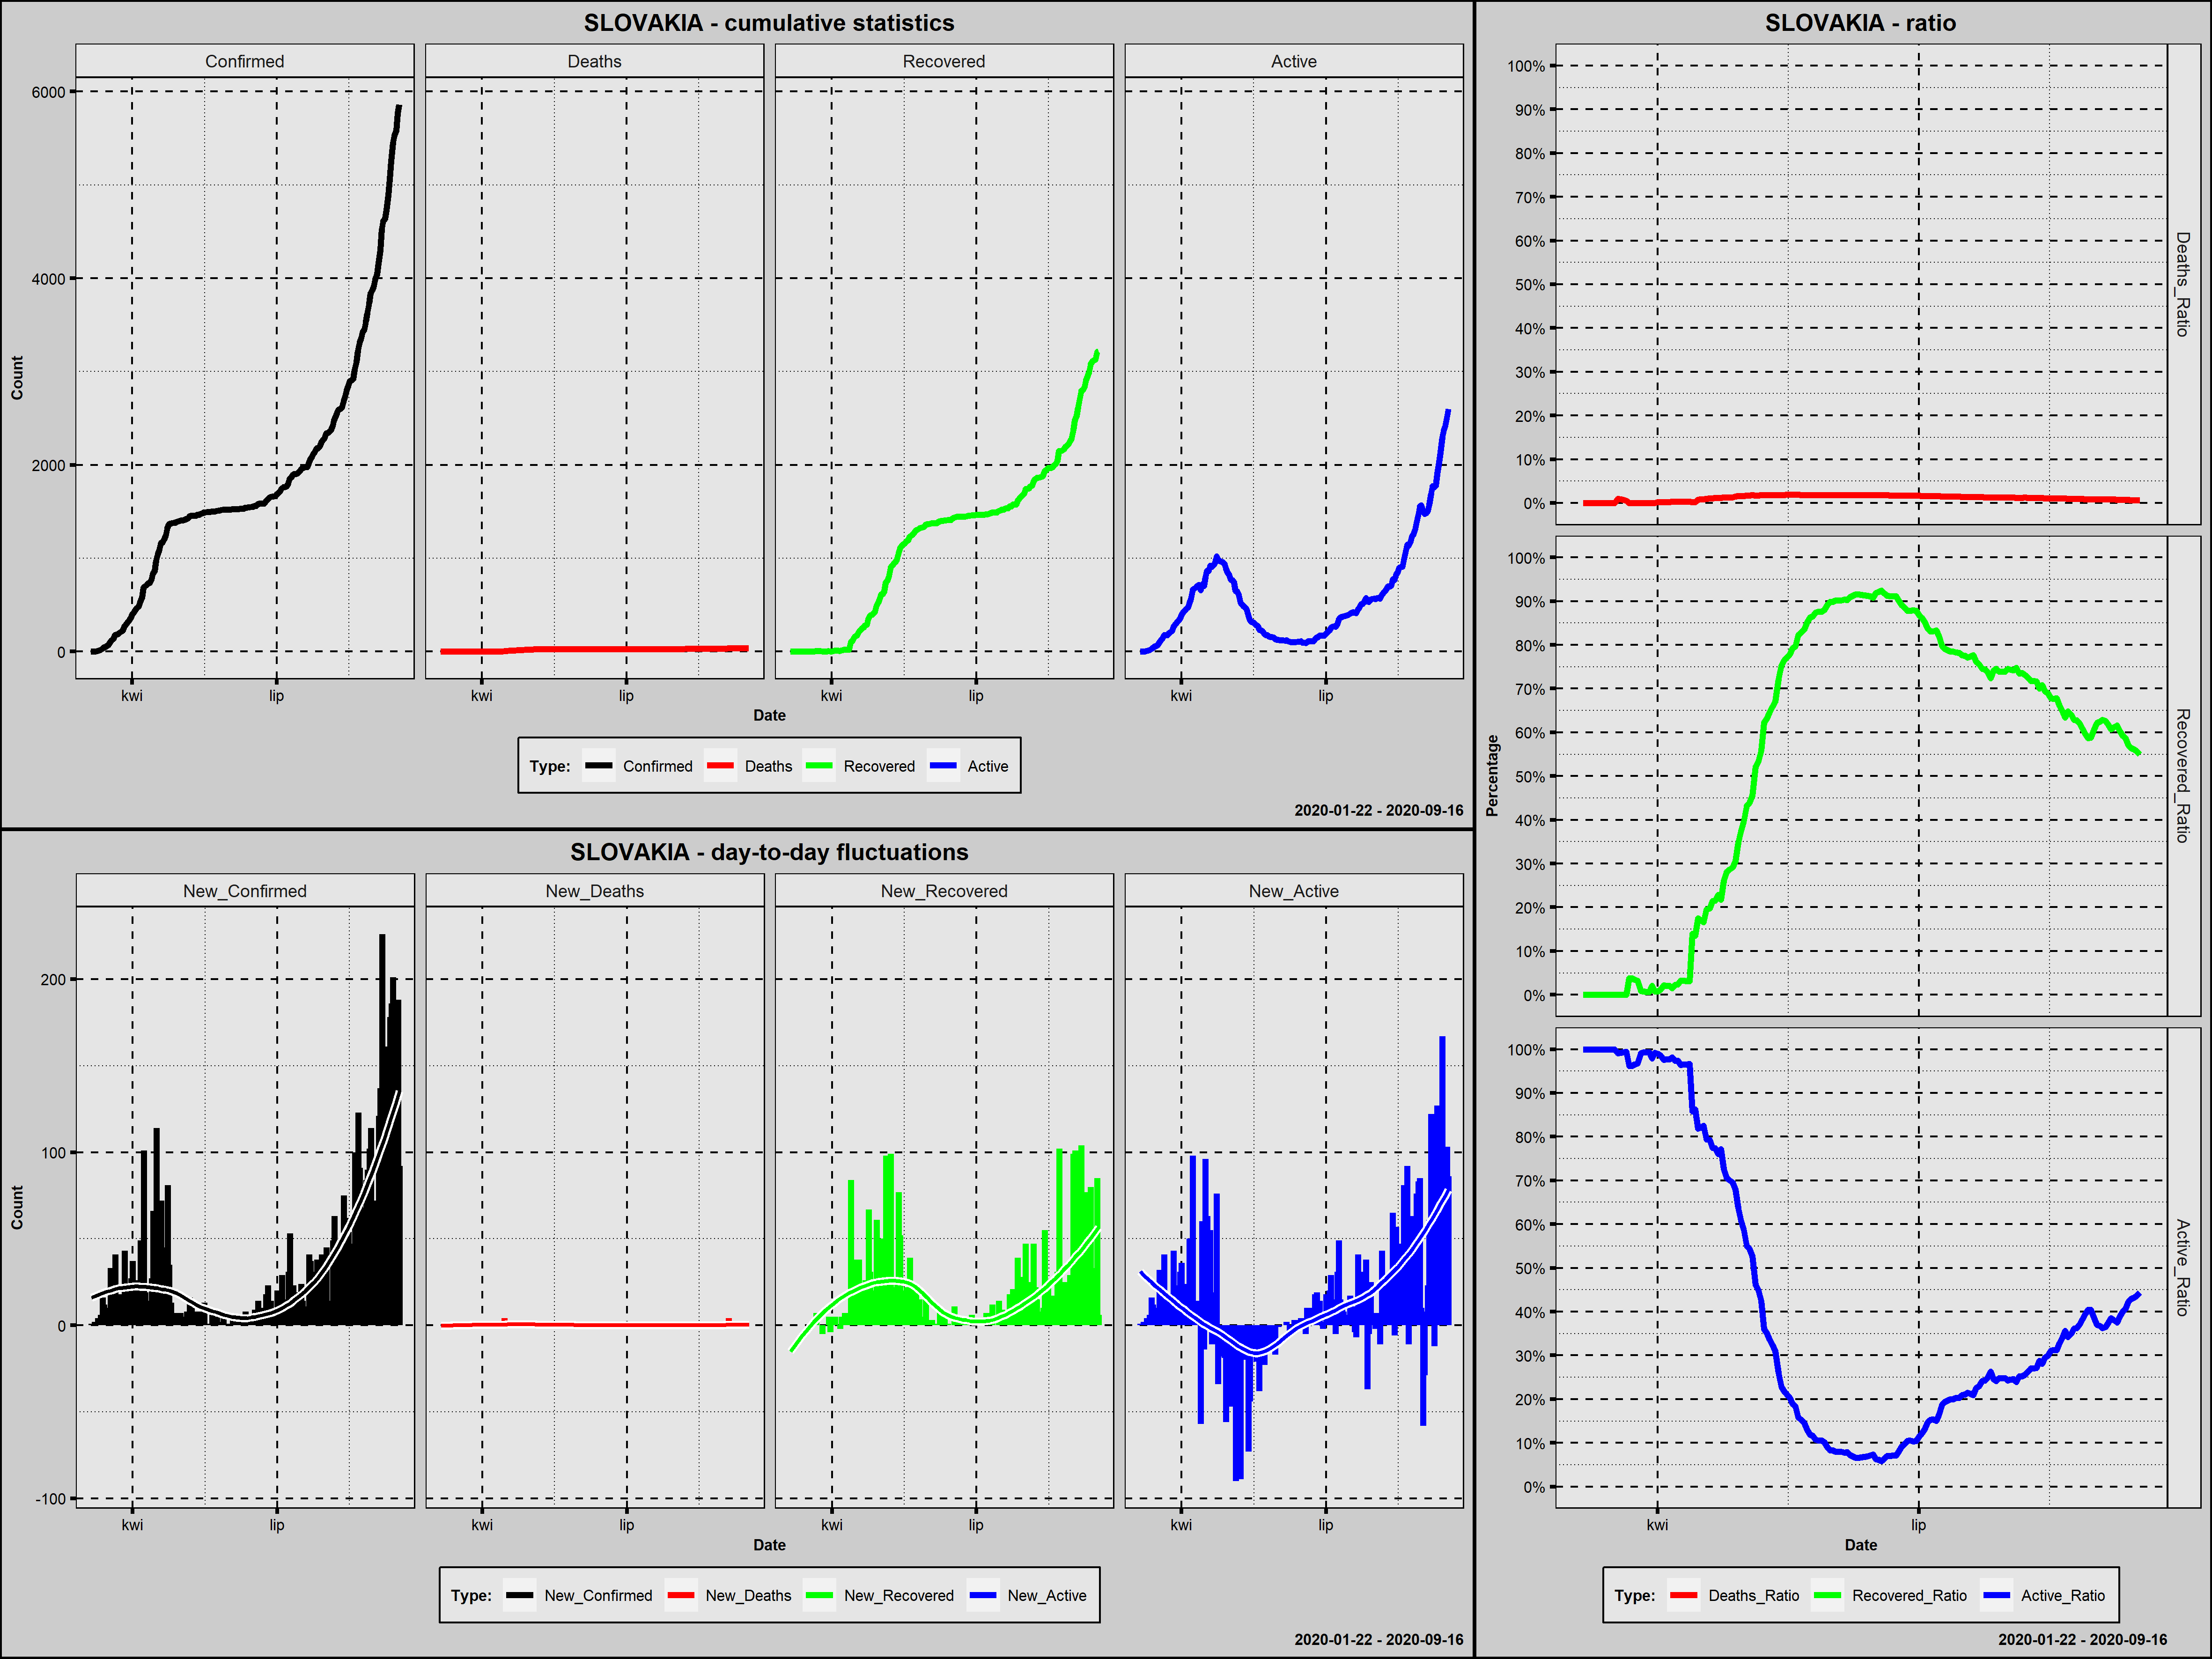 SLOVAKIA - cumulative statistics
Confirmed Deaths Recovered Active
6000
4000
2000
0
Count
kwi lip kwi lip kwi lip kwi lip
Date
Type: Confirmed Deaths Recovered Active
2020-01-22 - 2020-09-16
SLOVAKIA - day-to-day fluctuations
New_Confirmed New_Deaths New_Recovered New_Active
200
100
0
-100
Count
kwi lip kwi lip kwi lip kwi lip
Date
Type: New_Confirmed New_Deaths New_Recovered New_Active
2020-01-22 - 2020-09-16
SLOVAKIA - ratio
100%
90%
80%
70%
60%
50%
40%
30%
20%
10%
0%
Deaths_Ratio
100%
90%
80%
70%
60%
50%
40%
30%
20%
10%
0%
Recovered_Ratio
Percentage
100%
90%
80%
70%
60%
50%
40%
30%
20%
10%
0%
Active_Ratio
kwi lip
Date
Type: Deaths_Ratio Recovered_Ratio Active_Ratio
2020-01-22 - 2020-09-16